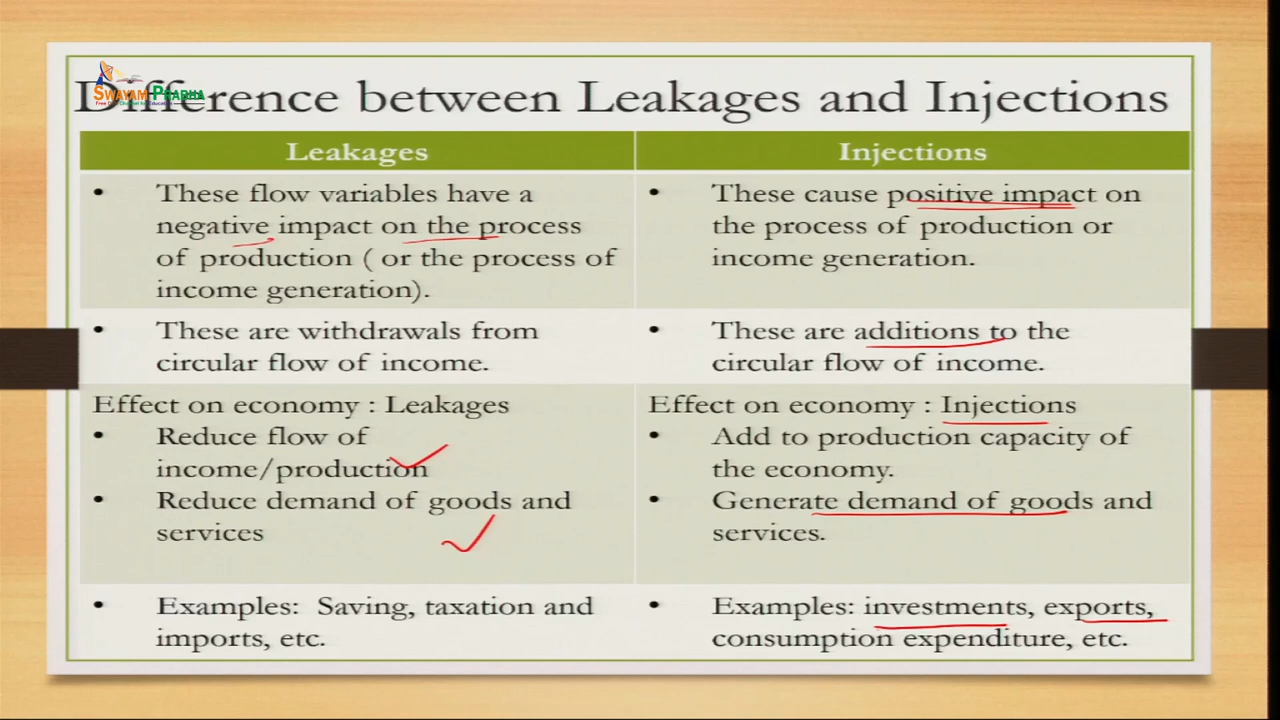 Difference between Leakages and Injections
SWAYAM PRABHA
Leakages
Injections
• These flow variables have a
negative impact on the process
of production ( or the process of
income generation).
• These cause positive impact on
the process of production or
income generation.
• These are withdrawals from
circular flow of income.
• These are additions to the
circular flow of income.
Effect on economy : Leakages
• Reduce flow of
income/production
• Reduce demand of goods and
services
Effect on economy : Injections
• Add to production capacity of
the economy.
• Generate demand of goods and
services.
• Examples: Saving, taxation and
imports, etc.
• Examples: investments, exports,
consumption expenditure, etc.